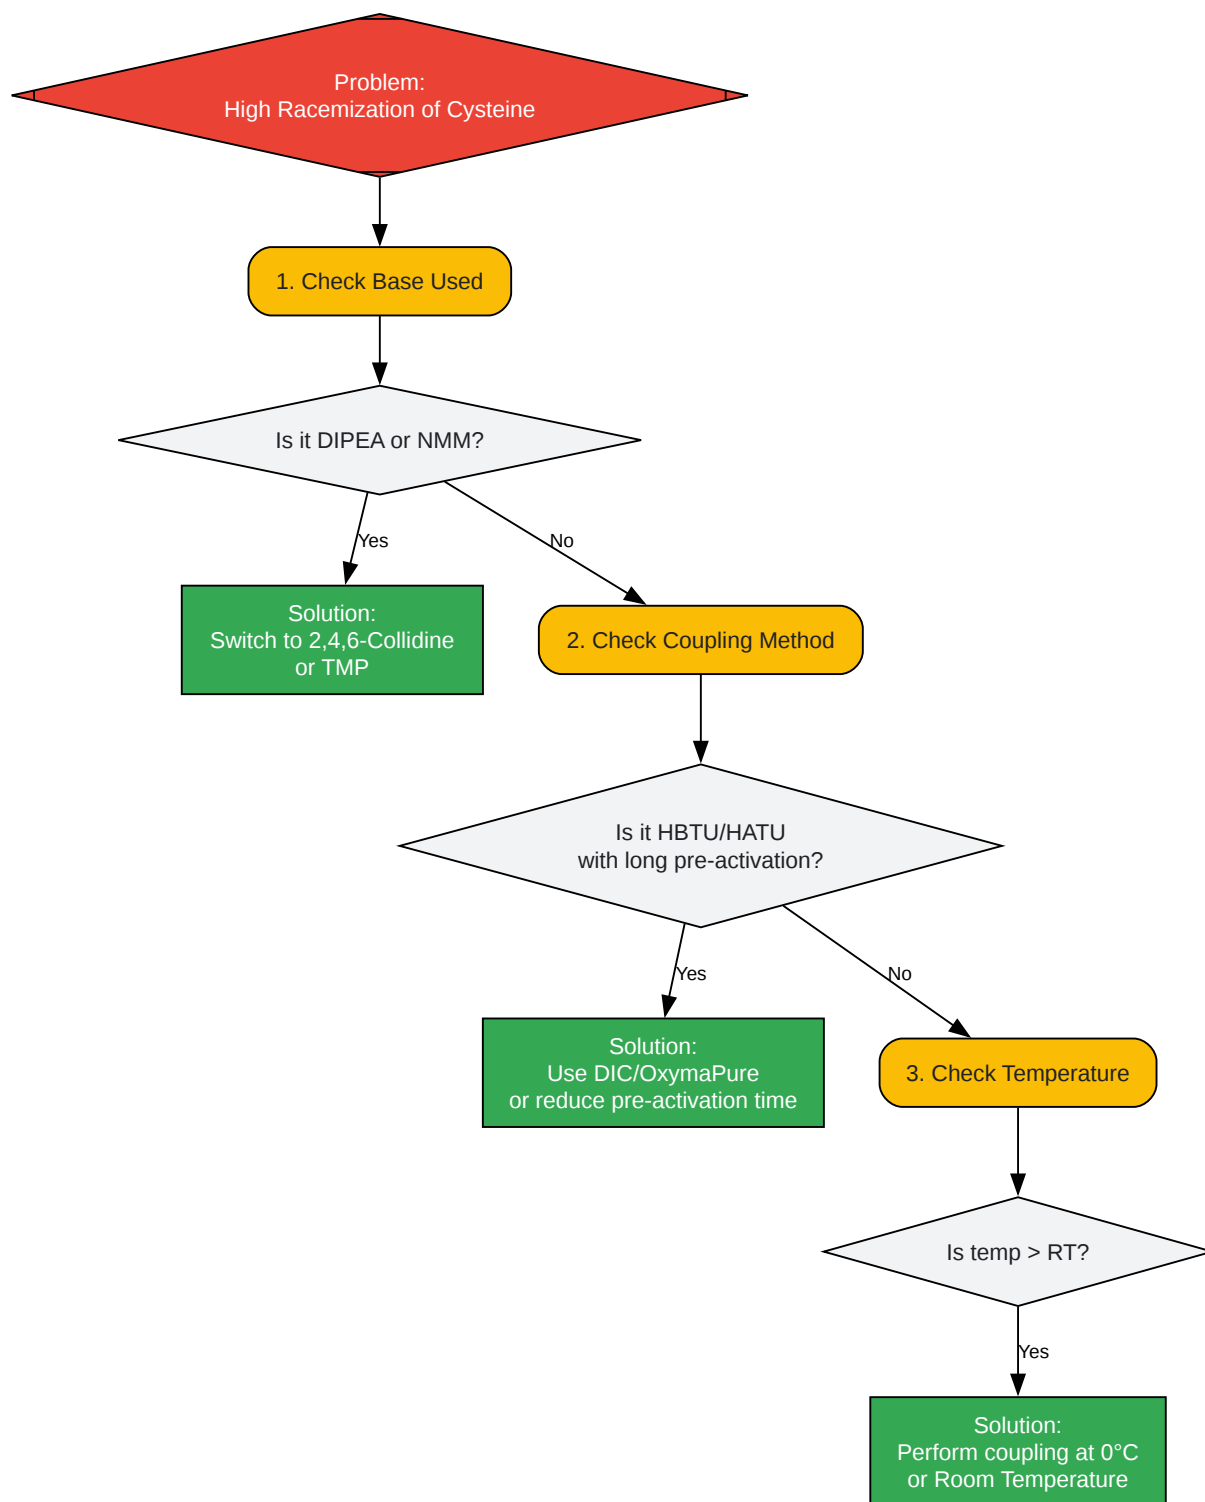 Problem:
High Racemization of Cysteine
1. Check Base Used
Is it DIPEA or NMM?
Yes
No
Solution:
Switch to 2,4,6-Collidine
or TMP
2. Check Coupling Method
Is it HBTU/HATU
with long pre-activation?
Yes
No
Solution:
Use DIC/OxymaPure
or reduce pre-activation time
3. Check Temperature
Is temp > RT?
Yes
Solution:
Perform coupling at 0°C
or Room Temperature